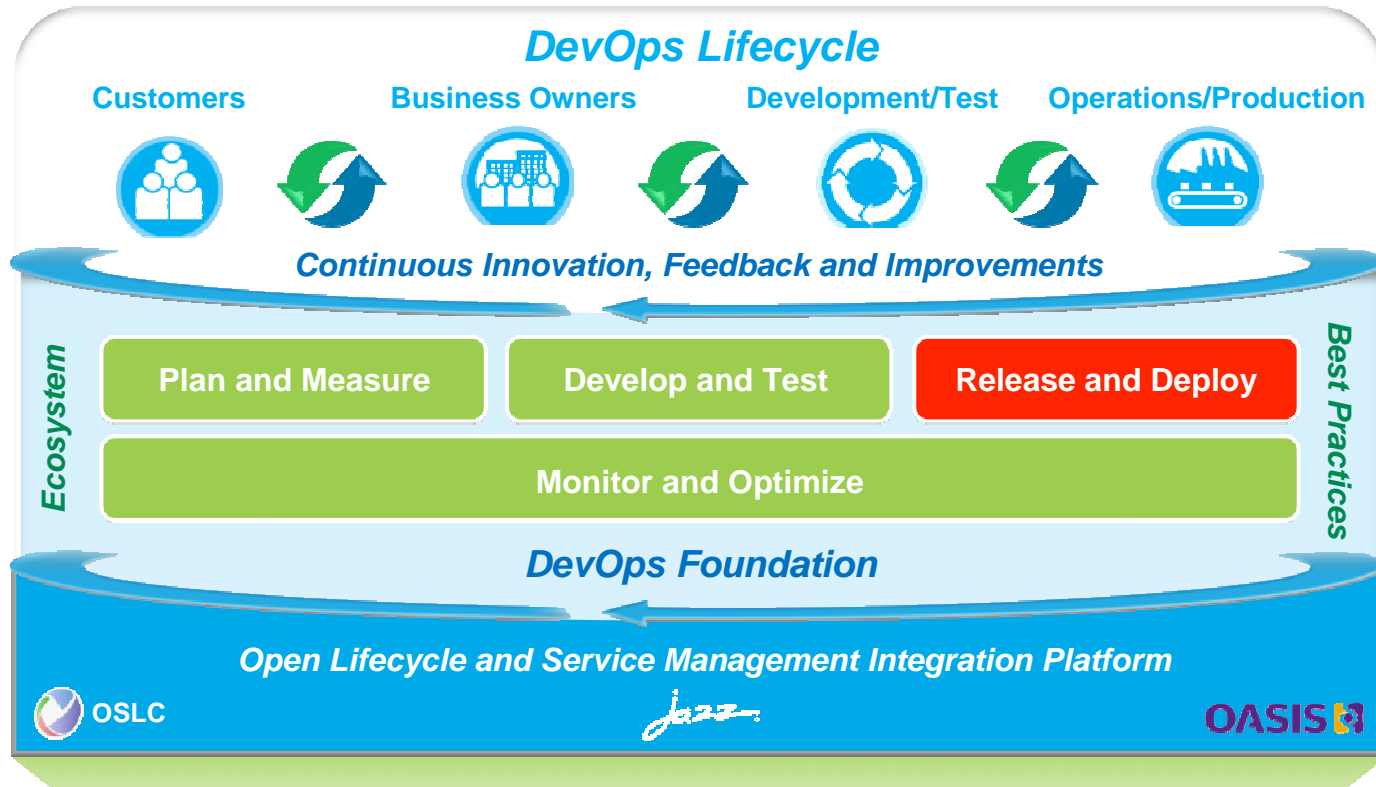 DevOps Lifecycle
Customers
Business Owners
Development/Test
Operations/Production
Continuous Innovation, Feedback and Improvements
Ecosystem
Plan and Measure
Develop and Test
Release and Deploy
Best Practices
Monitor and Optimize
DevOps Foundation
Open Lifecycle and Service Management Integration Platform
OSLC
jazz
OASIS